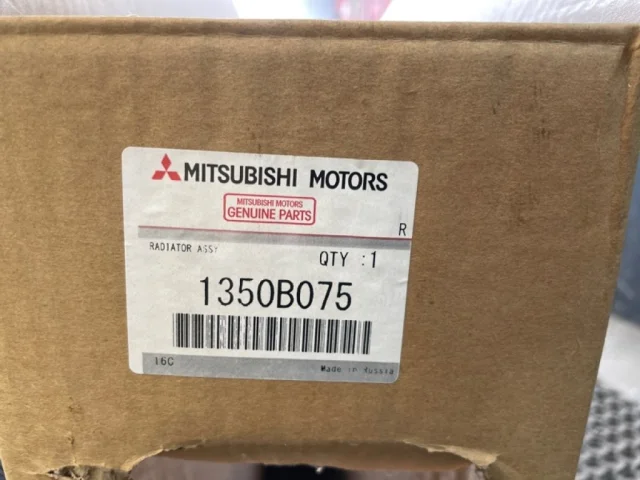 MITSUBISHI MOTORS
MITSUBISHI MOTORS
GENUINE PARTS
R
RADIATOR ASSY
QTY :1
1350B075
16C
Made in Russia